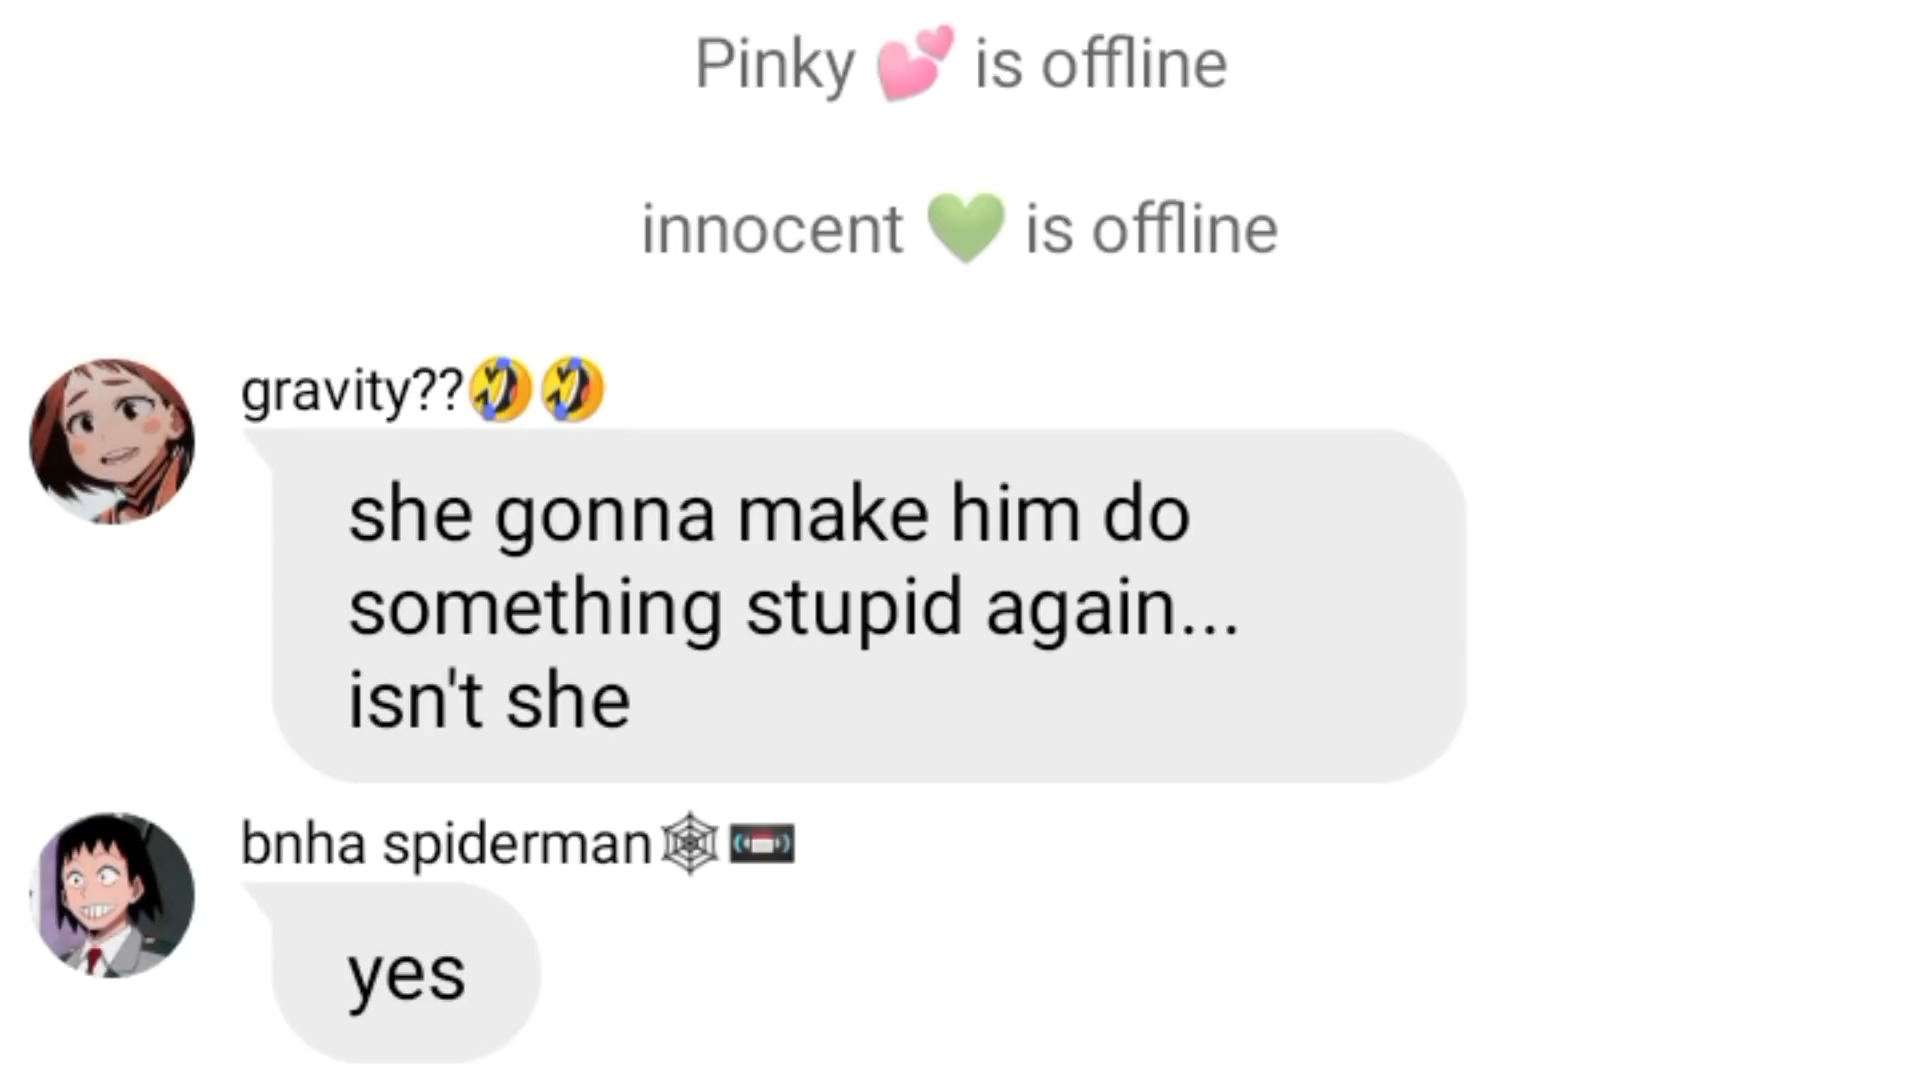 Pinky 💕 is offline
innocent 💚 is offline
gravity??🤣🤣
she gonna make him do
something stupid again...
isn't she
bnha spiderman🕸📼
yes